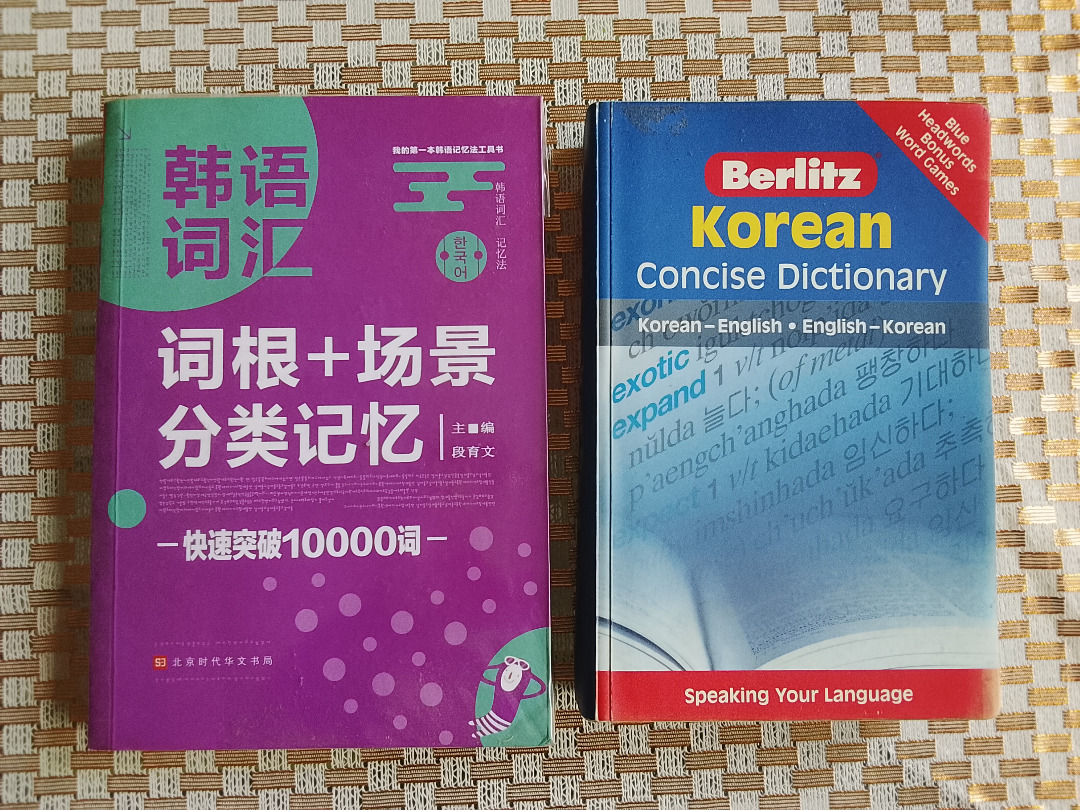 韩语
词汇
我的第一本韩语记忆法工具书
韩语词汇 记忆法
한국어
词根+场景
分类记忆
主 编
段育文
快速突破10000词
北京时代华文书局
Blue
Headwords
Bonus
Word Games
Berlitz
Korean
Concise Dictionary
Korean–English • English–Korean
exotic
expand 1 v/t
nŭlda 늘다; (of metal)
p'aengch'anghada 팽창하다
v/t kidaehada 기대하다
imshinhada 임신하다;
Speaking Your Language